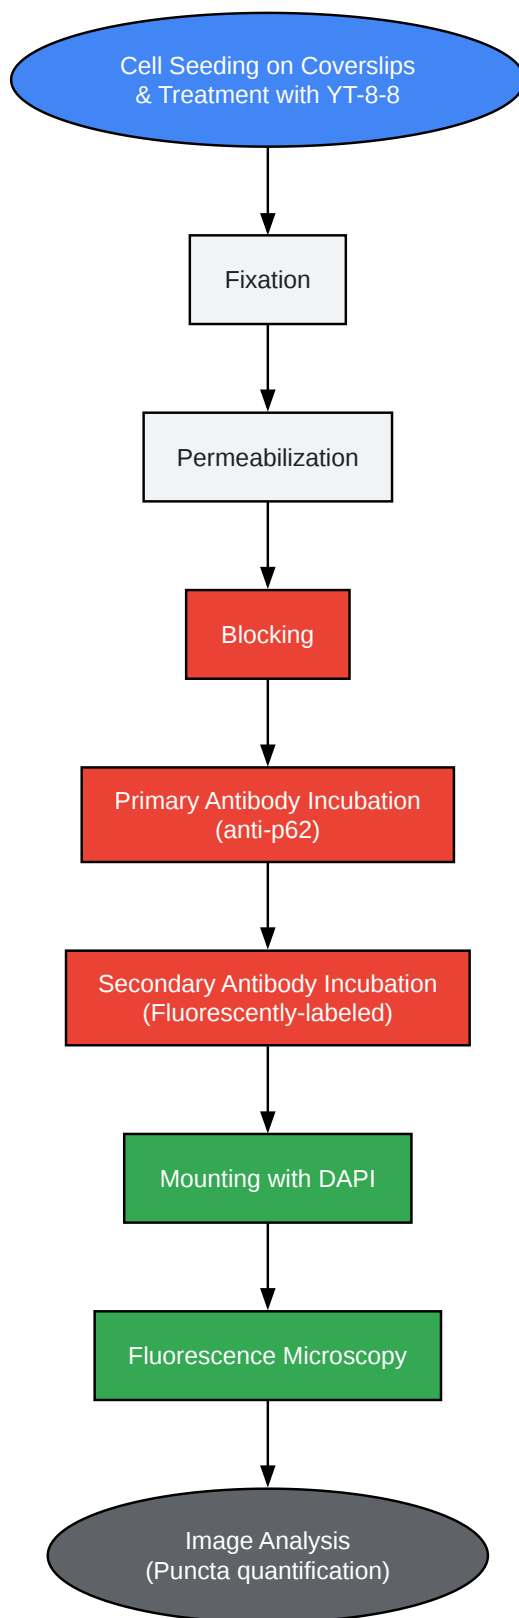 Cell Seeding on Coverslips
& Treatment with YT-8-8
Fixation
Permeabilization
Blocking
Primary Antibody Incubation
(anti-p62)
Secondary Antibody Incubation
(Fluorescently-labeled)
Mounting with DAPI
Fluorescence Microscopy
Image Analysis
(Puncta quantification)